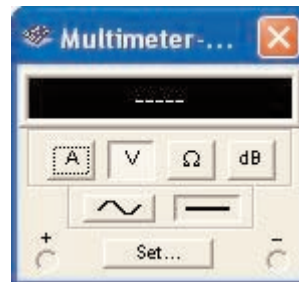 Multimeter-...
-----
A V Ω dB
+ Set... -